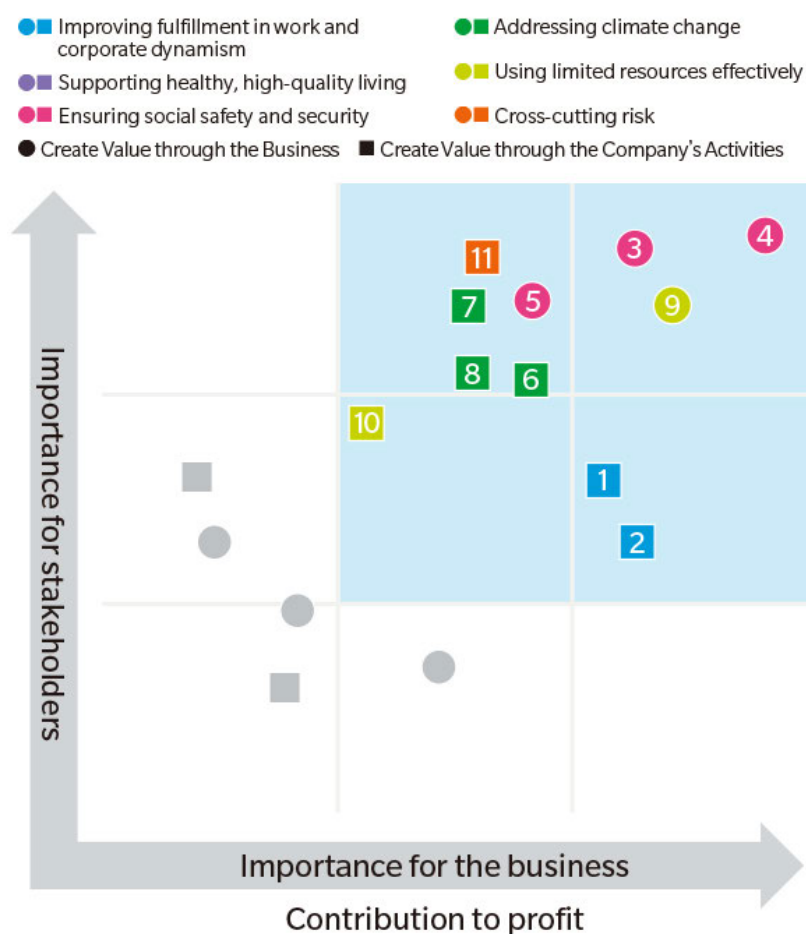 Improving fulfillment in work and
corporate dynamism
Supporting healthy, high-quality living
Ensuring social safety and security
Addressing climate change
Using limited resources effectively
Cross-cutting risk
Create Value through the Business
Create Value through the Company's Activities
Importance for stakeholders
4
3
11
7
5
9
8
6
10
1
2
Importance for the business
Contribution to profit